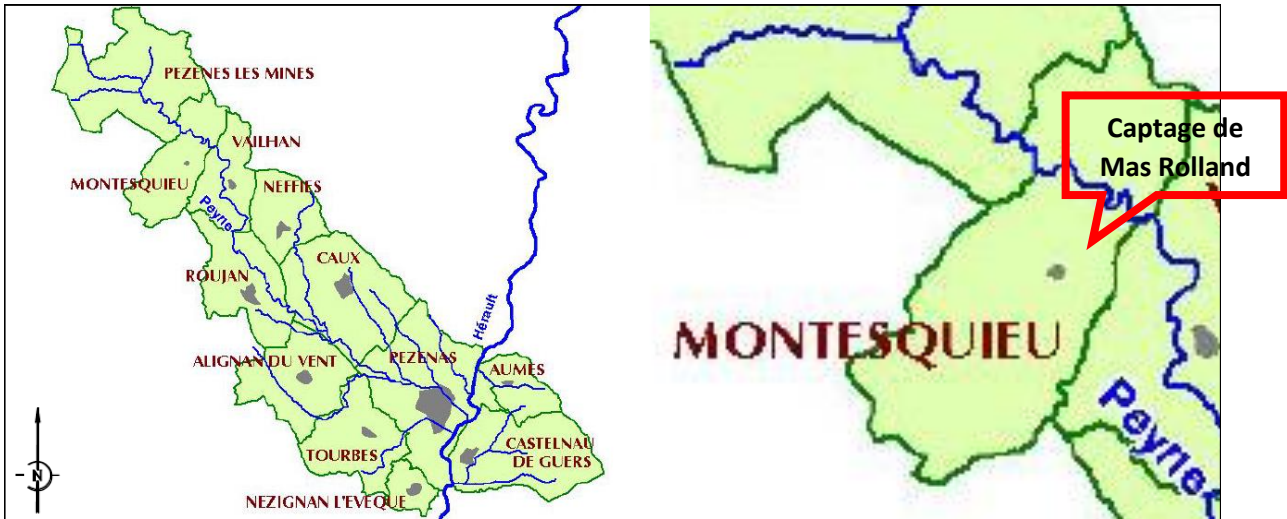 PEZENES LES MINES
VAILHAN
MONTESQUIEU
NEFFIES
Peyne
CAUX
ROUJAN
Hérault
ALIGNAN DU VENT
PEZENAS
AUMES
TOURBES
CASTELNAU
DE GUERS
NEZIGNAN L'EVEQUE
N
Captage de
Mas Rolland
MONTESQUIEU
Peyne